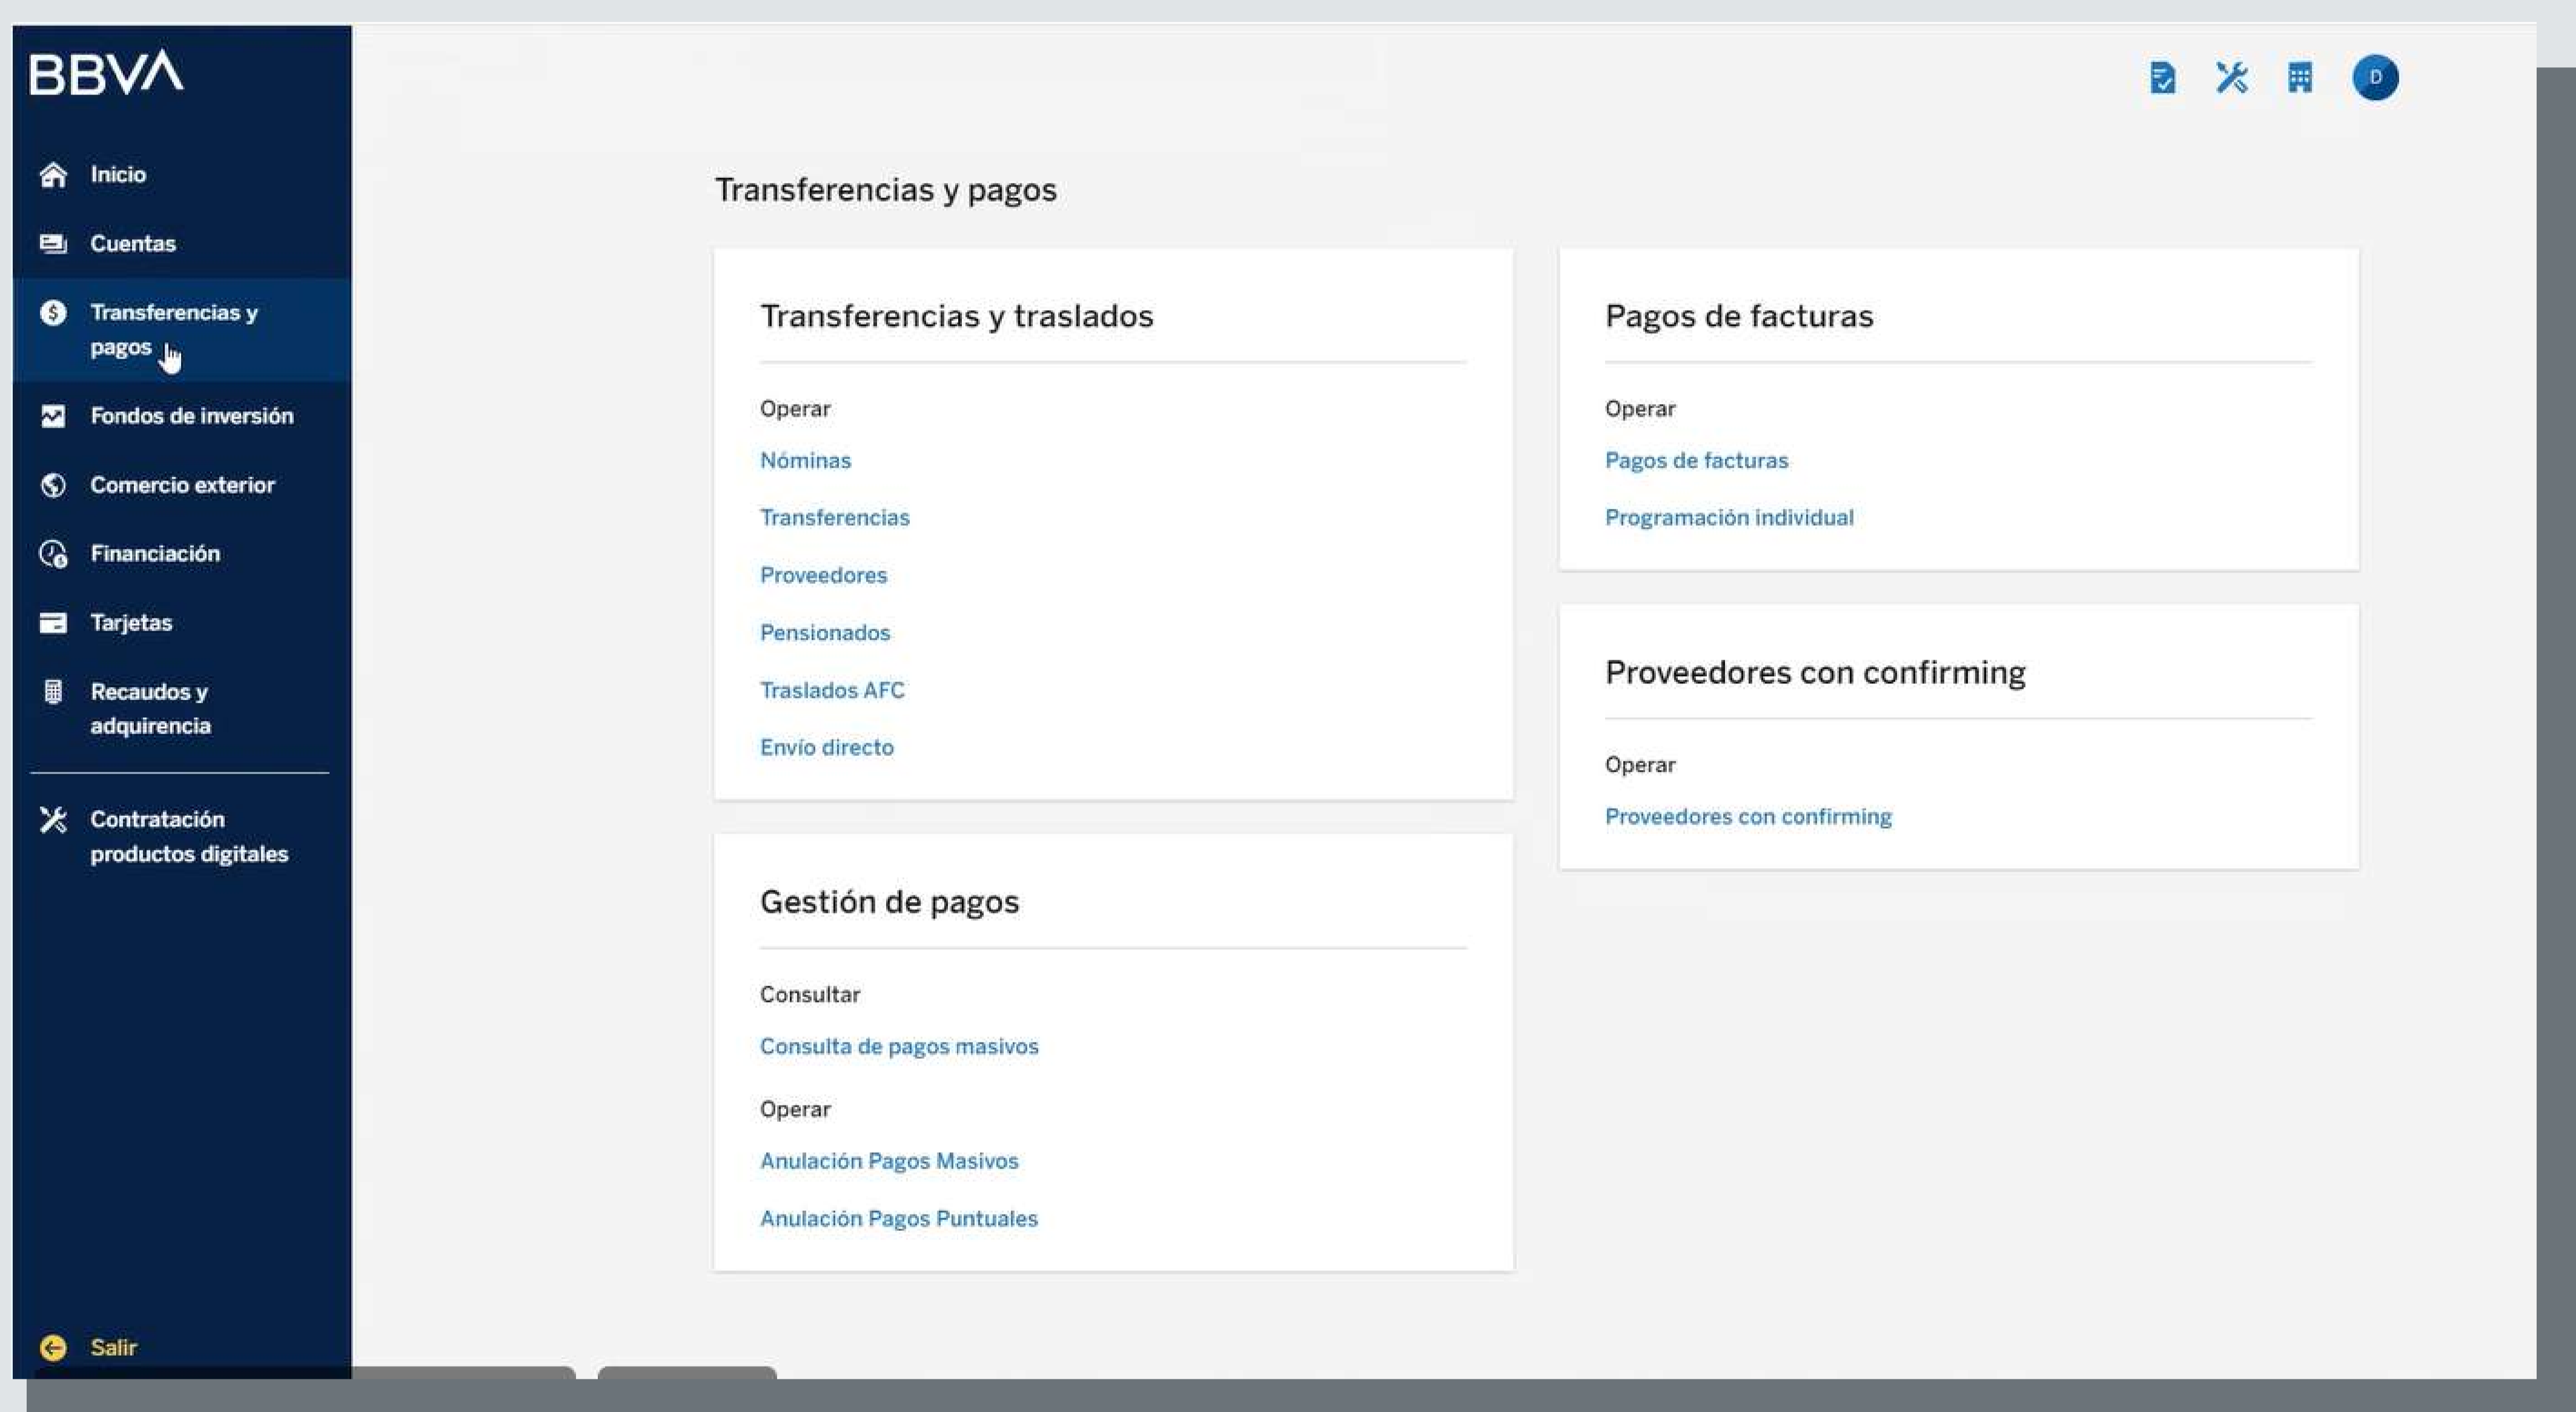 BBVA
Inicio
Cuentas
Transferencias y
pagos
Fondos de inversión
Comercio exterior
Financiación
Tarjetas
Recaudos y
adquirencia
Contratación
productos digitales
Salir
D
Transferencias y pagos
Transferencias y traslados
Operar
Nóminas
Transferencias
Proveedores
Pensionados
Traslados AFC
Envío directo
Gestión de pagos
Consultar
Consulta de pagos masivos
Operar
Anulación Pagos Masivos
Anulación Pagos Puntuales
Pagos de facturas
Operar
Pagos de facturas
Programación individual
Proveedores con confirming
Operar
Proveedores con confirming